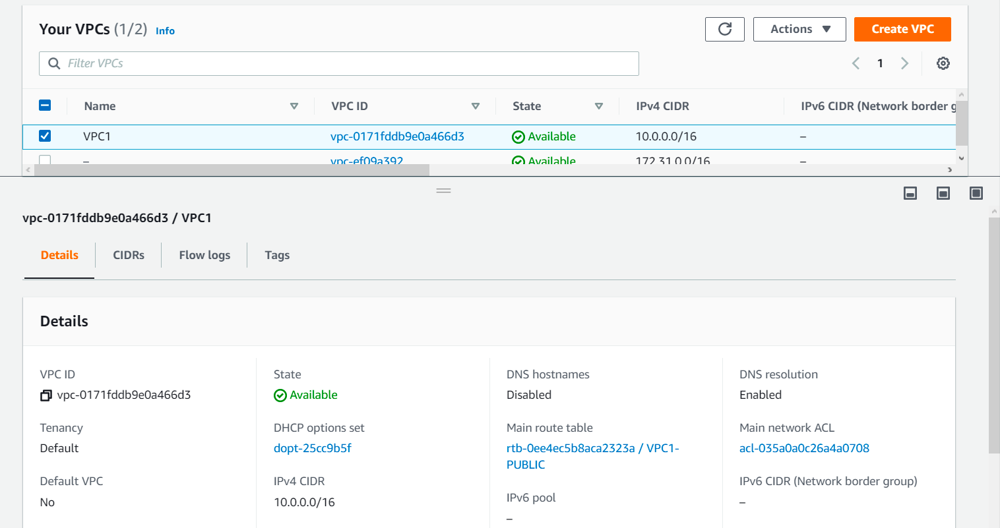 Your VPCs (1/2) Info
Actions
Create VPC
Filter VPCs
1
Name VPC ID State IPv4 CIDR IPv6 CIDR (Network border g
VPC1 vpc-0171fddb9e0a466d3 Available 10.0.0.0/16 –
– vpc-ef09a392 Available 172.31.0.0/16 –
vpc-0171fddb9e0a466d3 / VPC1
Details CIDRs Flow logs Tags
Details
VPC ID
vpc-0171fddb9e0a466d3
State
Available
DNS hostnames
Disabled
DNS resolution
Enabled
Tenancy
Default
DHCP options set
dopt-25cc9b5f
Main route table
rtb-0ee4ec5b8aca2323a / VPC1-
PUBLIC
Main network ACL
acl-035a0a0c26a4a0708
Default VPC
No
IPv4 CIDR
10.0.0.0/16
IPv6 pool
–
IPv6 CIDR (Network border group)
–